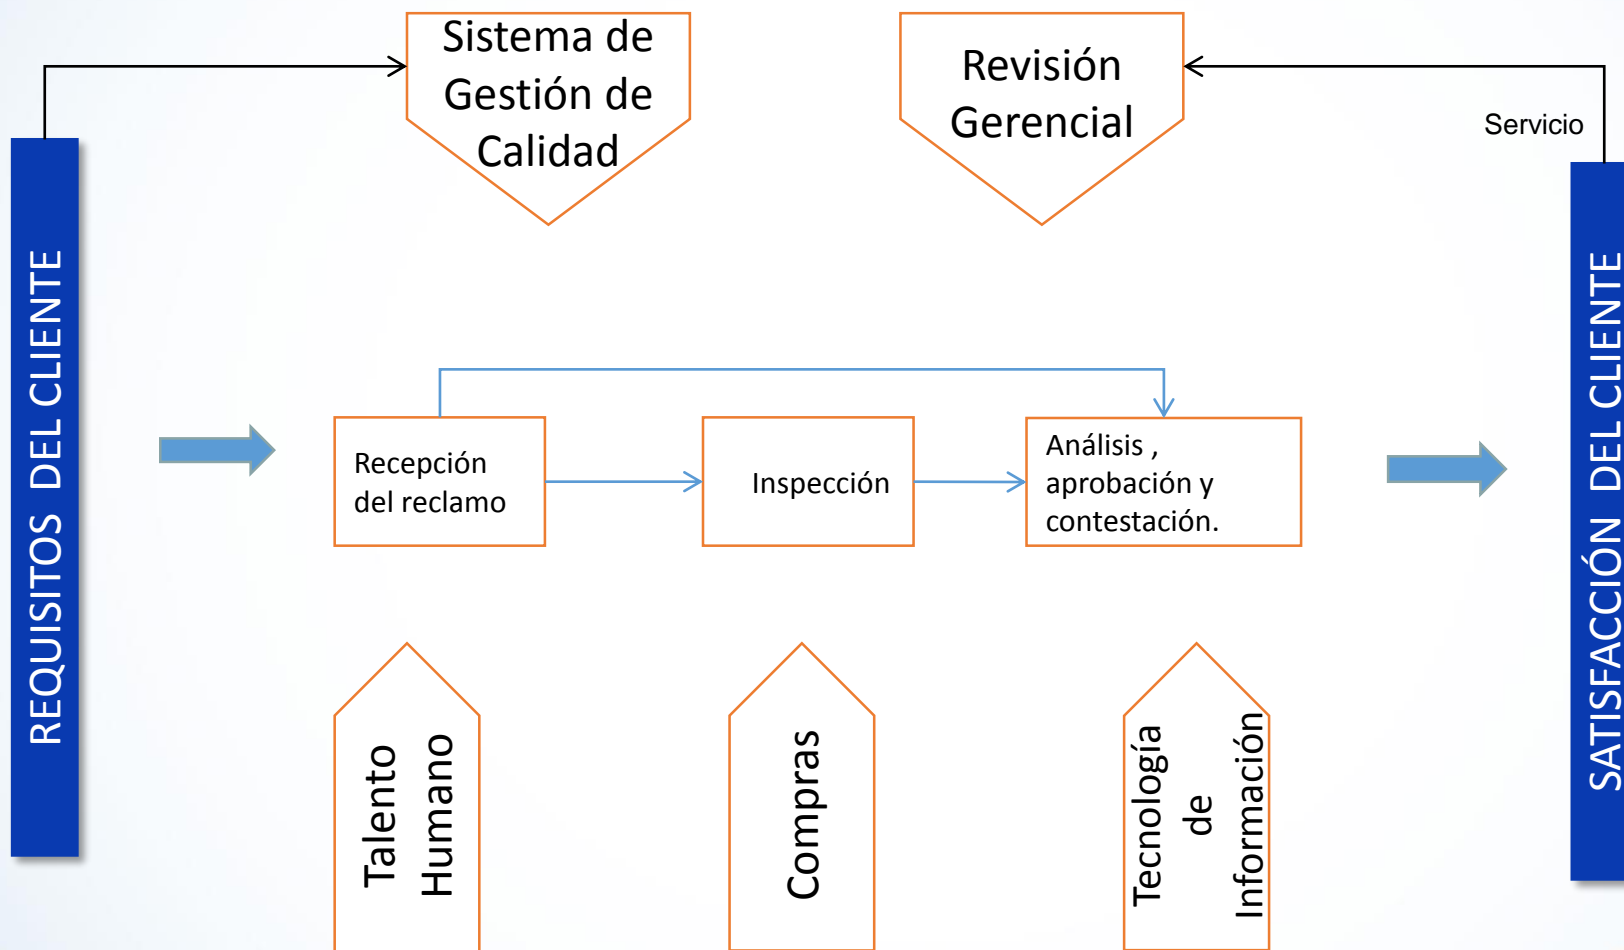 Sistema de
Gestión de
Calidad
Revisión
Gerencial
Servicio
REQUISITOS DEL CLIENTE
Recepción
del reclamo
Inspección
Análisis ,
aprobación y
contestación.
SATISFACCIÓN DEL CLIENTE
Talento
Humano
Compras
Tecnología
de
Información